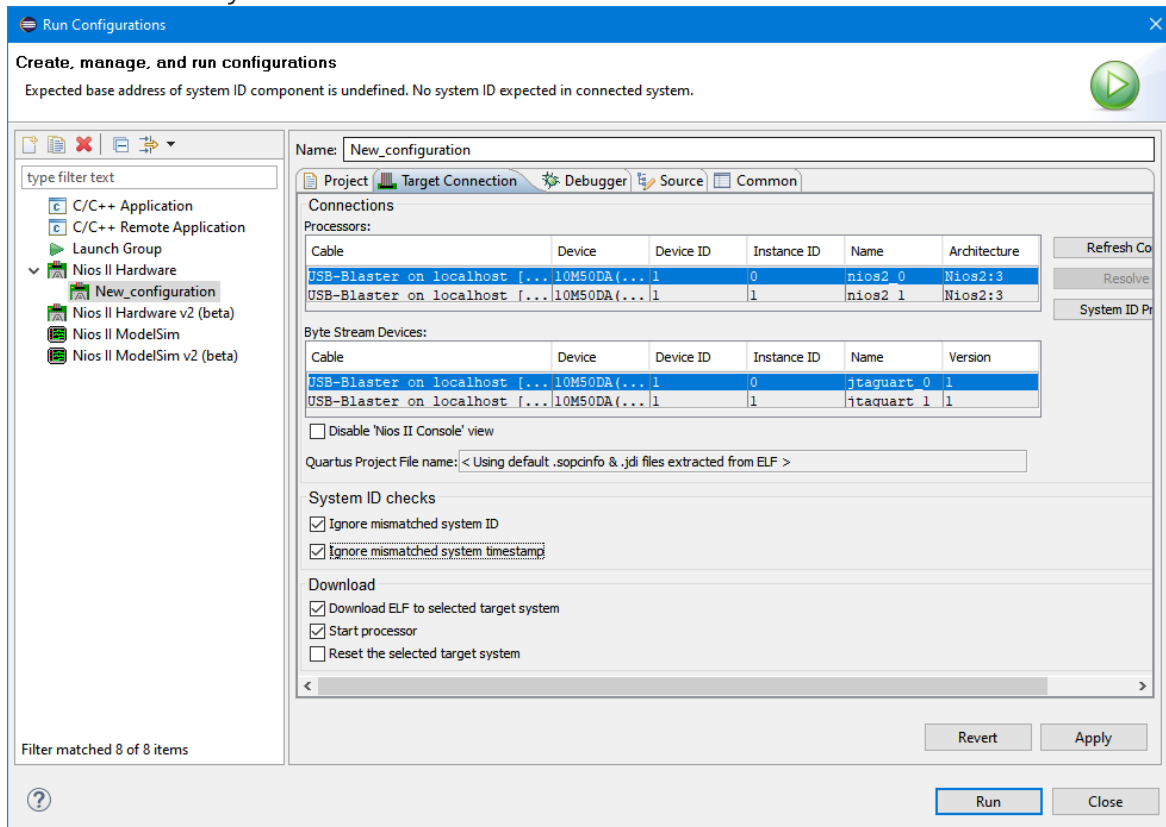 Run Configurations
Create, manage, and run configurations
Expected base address of system ID component is undefined. No system ID expected in connected system.
type filter text
C/C++ Application
C/C++ Remote Application
Launch Group
Nios II Hardware
New_configuration
Nios II Hardware v2 (beta)
Nios II ModelSim
Nios II ModelSim v2 (beta)
Filter matched 8 of 8 items
Name: New_configuration
Project Target Connection Debugger Source Common
Connections
Processors:
Cable Device Device ID Instance ID Name Architecture
USB-Blaster on localhost [... 10M50DA(... 1 0 nios2_0 Nios2:3
USB-Blaster on localhost [... 10M50DA(... 1 1 nios2_1 Nios2:3
Refresh Co
Resolve
System ID Pr
Byte Stream Devices:
Cable Device Device ID Instance ID Name Version
USB-Blaster on localhost [... 10M50DA(... 1 0 jtaguart_0 1
USB-Blaster on localhost [... 10M50DA(... 1 1 jtaguart_1 1
Disable 'Nios II Console' view
Quartus Project File name: < Using default .sopcinfo & .jdi files extracted from ELF >
System ID checks
Ignore mismatched system ID
Ignore mismatched system timestamp
Download
Download ELF to selected target system
Start processor
Reset the selected target system
Revert Apply
Run Close